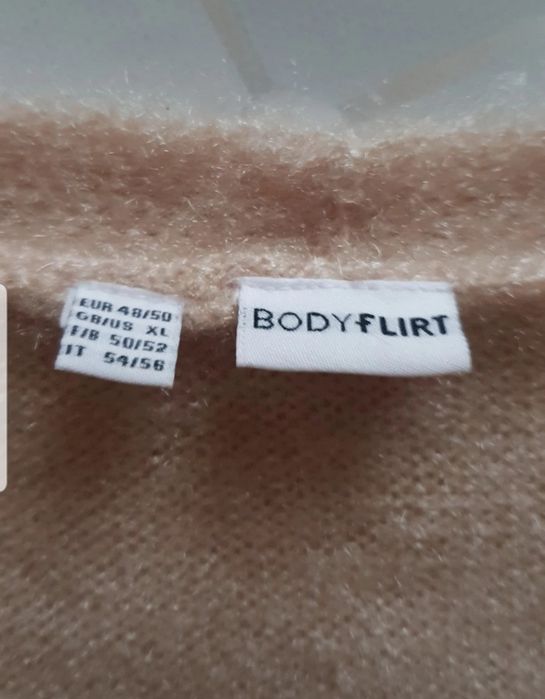 EUR 48/50
GB/US XL
F/B 50/52
IT 54/56
BODYFLIRT